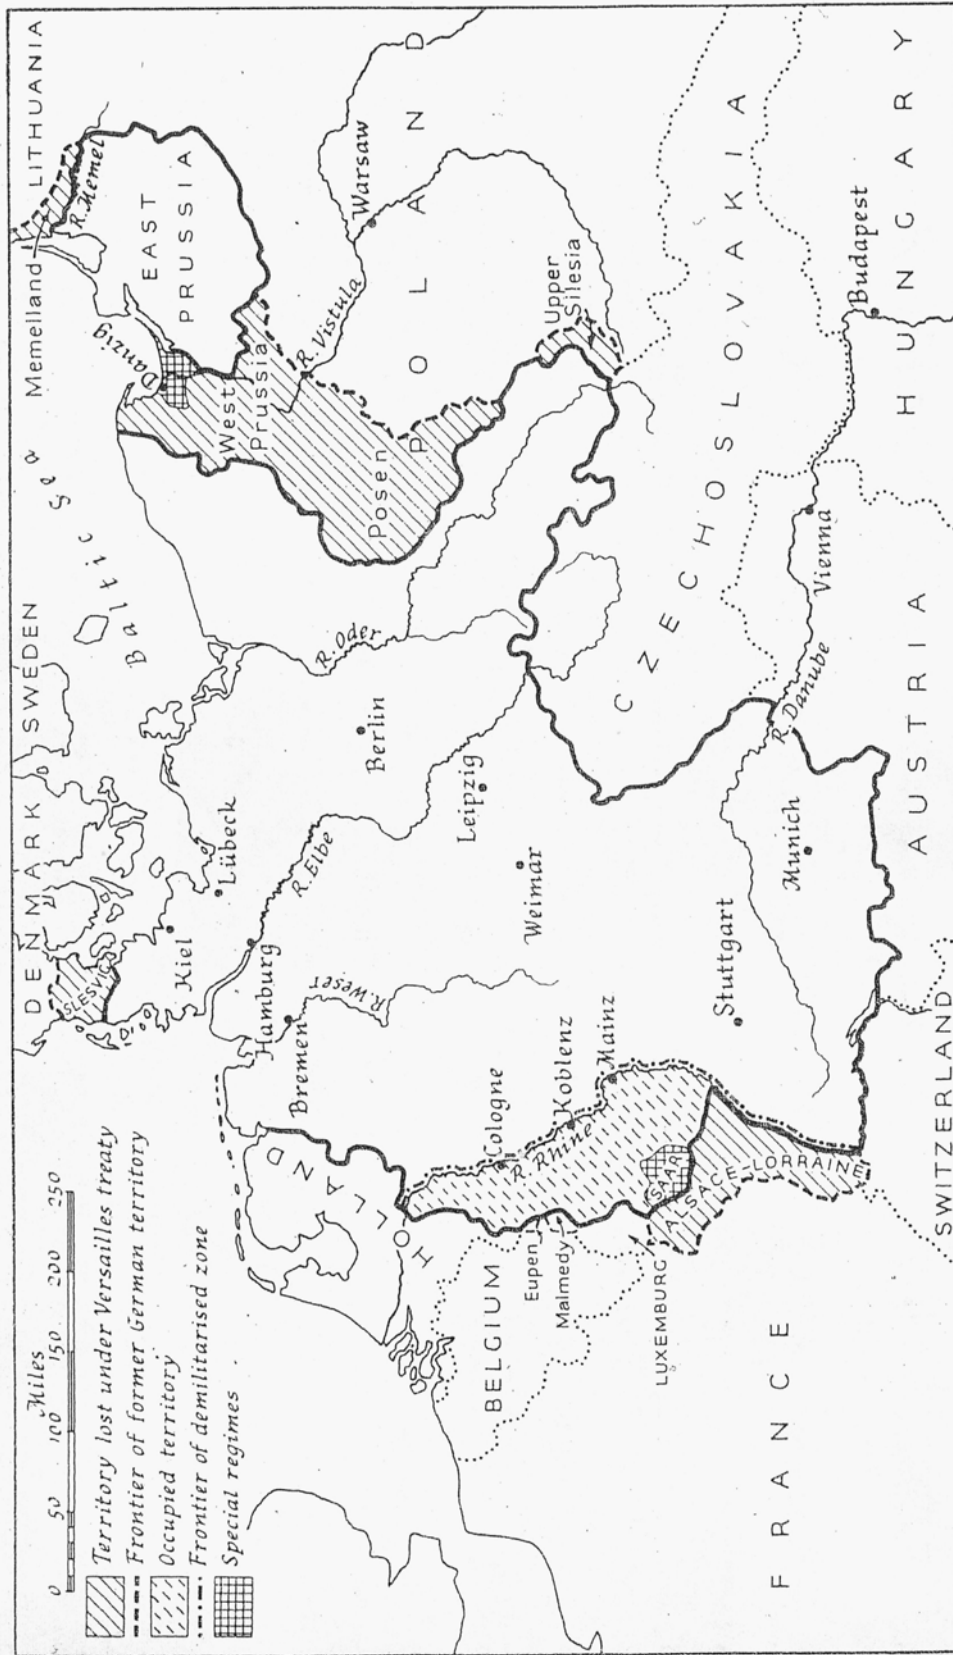 Miles
0 50 100 150 200 250
Territory lost under Versailles treaty
Frontier of former German territory
Occupied territory
Frontier of demilitarised zone
Special regimes
DENMARK
SWEDEN
Memelland
LITHUANIA
SLESVIG
Baltic Sea
R. Memel
Kiel
Lübeck
Danzig
EAST
PRUSSIA
Hamburg
Bremen
R. Elbe
R. Weser
R. Oder
Berlin
West
Prussia
Posen
R. Vistula
Warsaw
POLAND
HOLLAND
BELGIUM
Cologne
Leipzig
Weimar
Eupen
Malmedy
Koblenz
R. Rhine
Mainz
Upper
Silesia
LUXEMBURG
SAAR
ALSACE-LORRAINE
CZECHOSLOVAKIA
Stuttgart
Munich
R. Danube
Vienna
Budapest
FRANCE
SWITZERLAND
AUSTRIA
HUNGARY